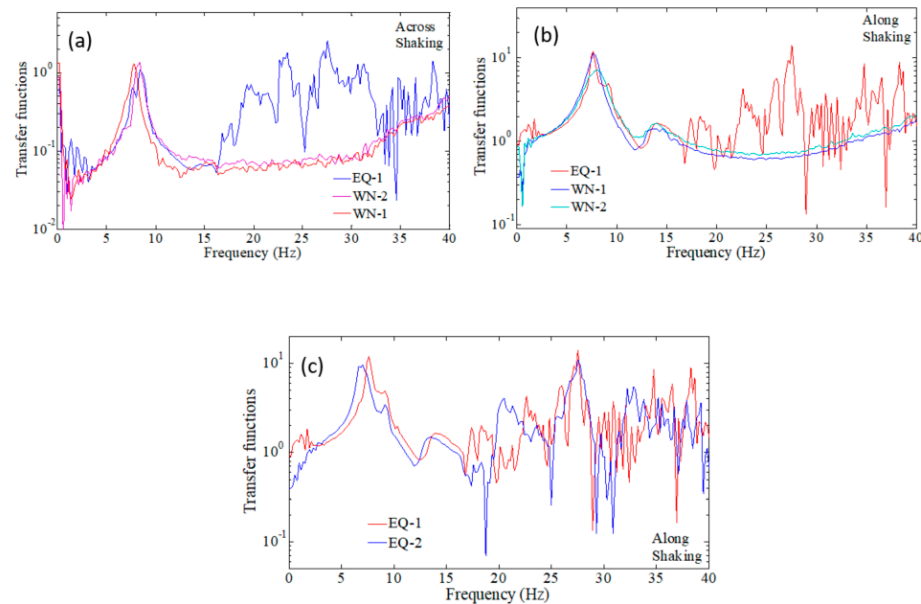 (a)
Across
Shaking
Transfer functions
10^0
10^-1
10^-2
EQ-1
WN-2
WN-1
0 5 10 15 20 25 30 35 40
Frequency (Hz)
(b)
Along
Shaking
Transfer functions
10^1
10^0
10^-1
EQ-1
WN-1
WN-2
0 5 10 15 20 25 30 35 40
Frequency (Hz)
(c)
Transfer functions
10^1
10^0
10^-1
EQ-1
EQ-2
Along
Shaking
0 5 10 15 20 25 30 35 40
Frequency (Hz)